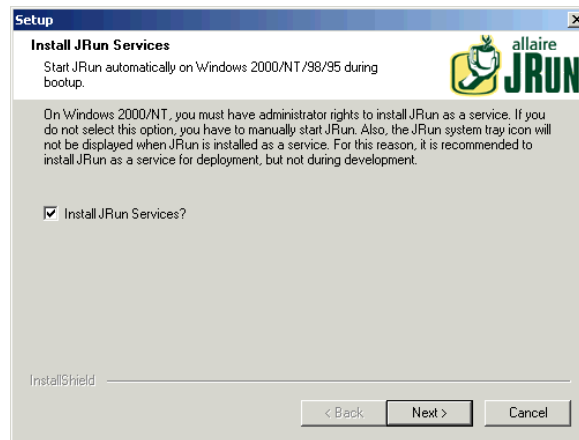 Setup
Install JRun Services
Start JRun automatically on Windows 2000/NT/98/95 during
bootup.
allaire
JRUN
On Windows 2000/NT, you must have administrator rights to install JRun as a service. If you
do not select this option, you have to manually start JRun. Also, the JRun system tray icon will
not be displayed when JRun is installed as a service. For this reason, it is recommended to
install JRun as a service for deployment, but not during development.
Install JRun Services?
InstallShield
< Back
Next >
Cancel